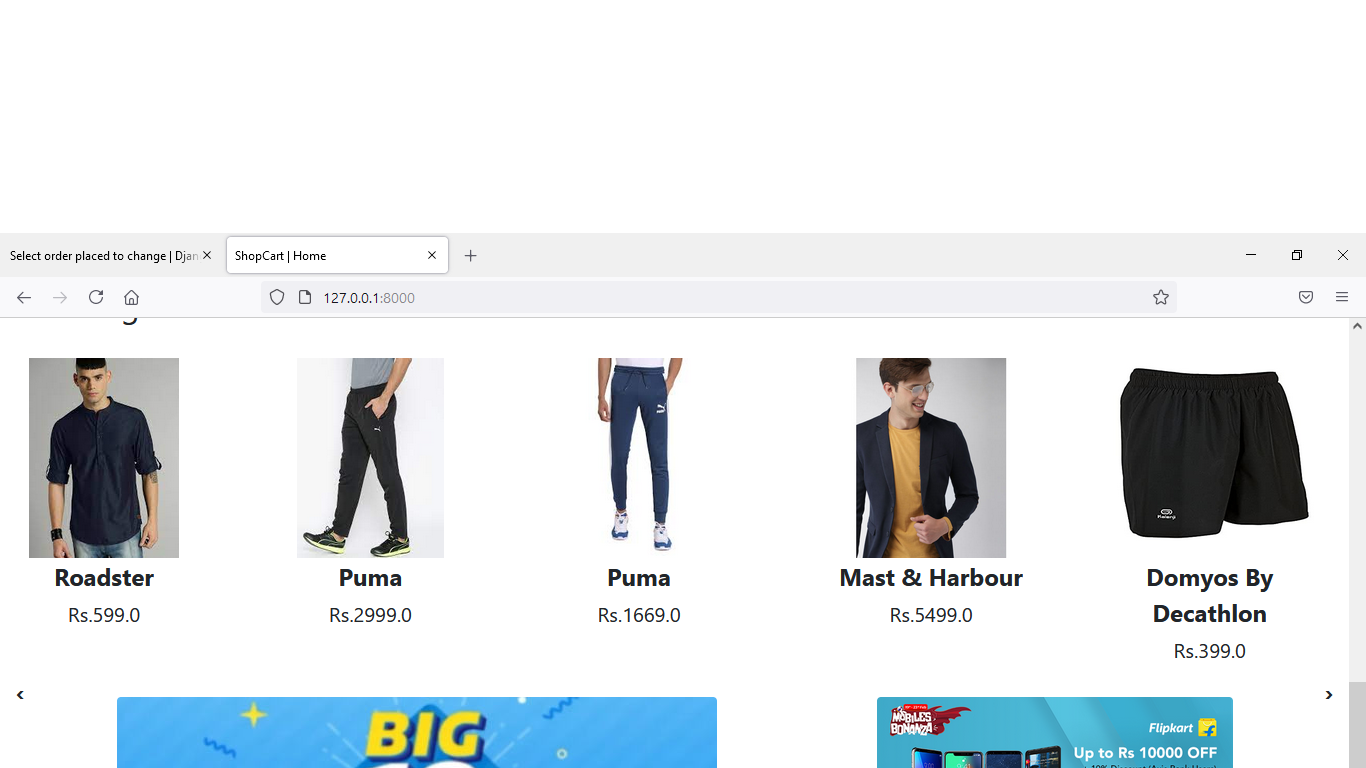 Select order placed to change | Djan
ShopCart | Home
127.0.0.1:8000
Roadster
Puma
Puma
Mast & Harbour
Domyos By
Decathlon
Rs.599.0
Rs.2999.0
Rs.1669.0
Rs.5499.0
Rs.399.0
BIG
MOBILES
BONANZA
Flipkart
Up to Rs 10000 OFF